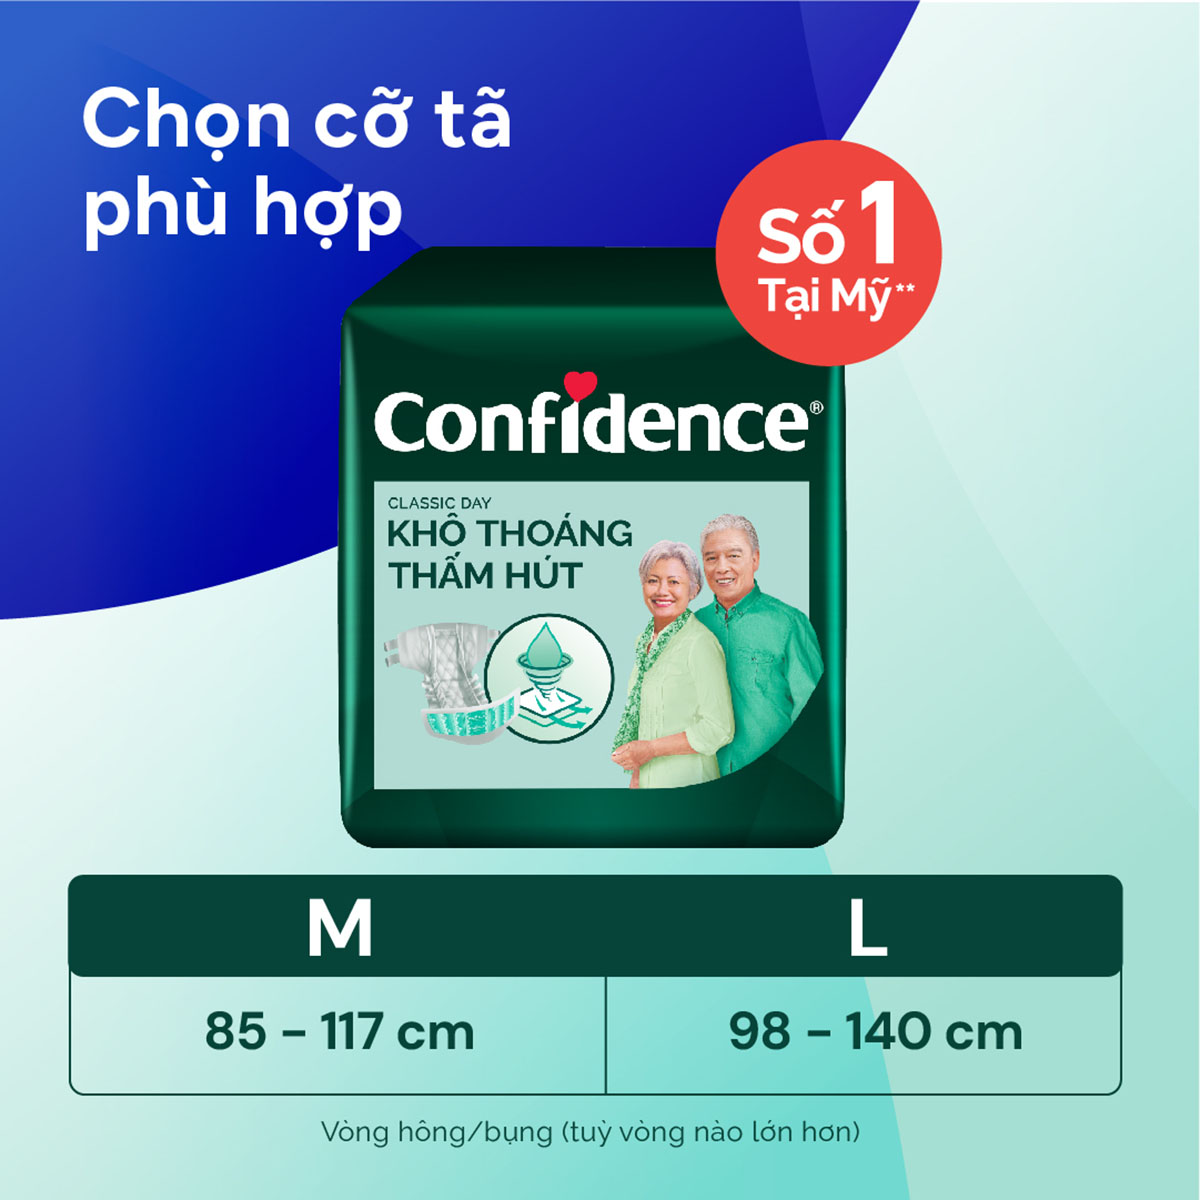 Chọn cỡ tã
phù hợp
Số 1
Tại Mỹ**
Confidence®
CLASSIC DAY
KHÔ THOÁNG
THẤM HÚT
M
L
85 – 117 cm
98 – 140 cm
Vòng hông/bụng (tuỳ vòng nào lớn hơn)